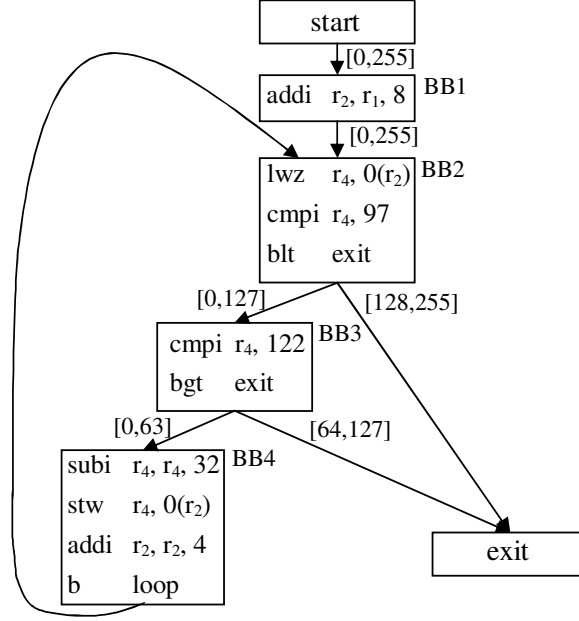 start
[0,255]
addi r₂, r₁, 8 BB1
[0,255]
lwz r₄, 0(r₂) BB2
cmpi r₄, 97
blt exit
[0,127] [128,255]
cmpi r₄, 122 BB3
bgt exit
[0,63] [64,127]
subi r₄, r₄, 32 BB4
stw r₄, 0(r₂)
addi r₂, r₂, 4
b loop
exit